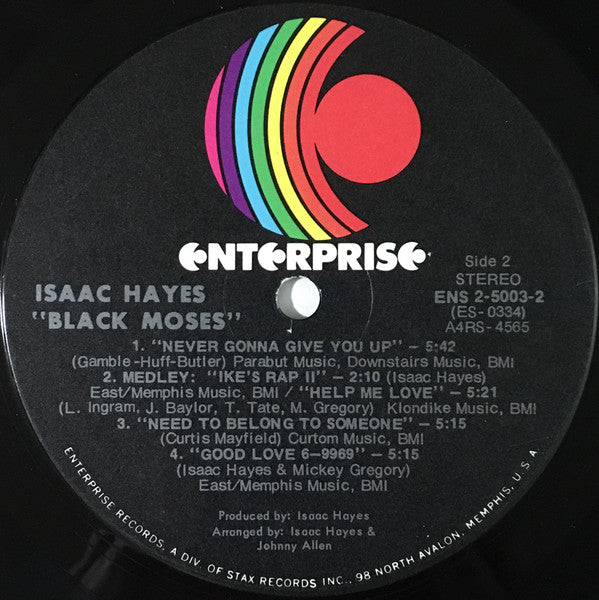 ENTERPRISE
Side 2
STEREO
ENS 2-5003-2
(ES-0334)
A4RS-4565
ISAAC HAYES
"BLACK MOSES"
1. "NEVER GONNA GIVE YOU UP" – 5:42
(Gamble-Huff-Butler) Parabut Music, Downstairs Music, BMI
2. MEDLEY: "IKE'S RAP II" – 2:10 (Isaac Hayes)
East/Memphis Music, BMI / "HELP ME LOVE" – 5:21
(L. Ingram, J. Baylor, T. Tate, M. Gregory) Klondike Music, BMI
3. "NEED TO BELONG TO SOMEONE" – 5:15
(Curtis Mayfield) Curtom Music, BMI
4. "GOOD LOVE 6–9969" – 5:15
(Isaac Hayes & Mickey Gregory)
East/Memphis Music, BMI
Produced by: Isaac Hayes
Arranged by: Isaac Hayes &
Johnny Allen
ENTERPRISE RECORDS, A DIV. OF STAX RECORDS INC., 98 NORTH AVALON, MEMPHIS, U.S.A